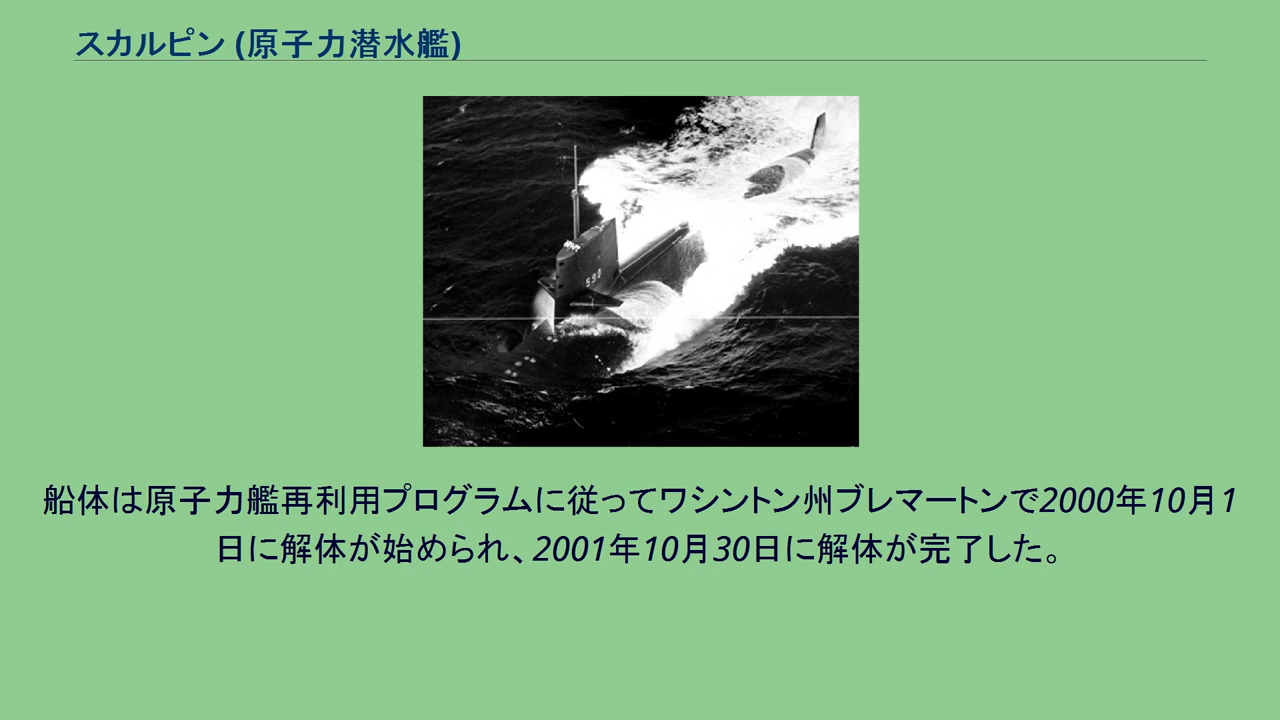 スカルピン (原子力潜水艦)
590
船体は原子力艦再利用プログラムに従ってワシントン州ブレマートンで2000年10月1
日に解体が始められ、2001年10月30日に解体が完了した。